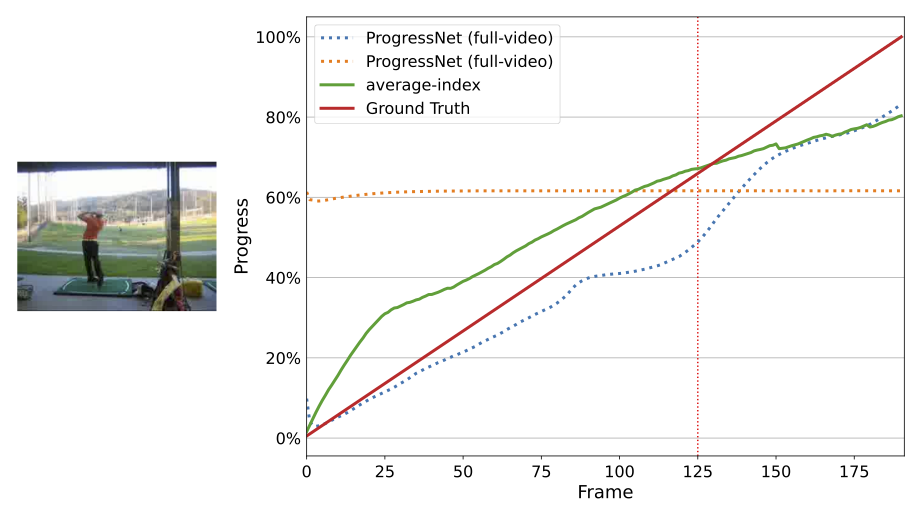 100%
80%
60%
40%
20%
0%
Progress
ProgressNet (full-video)
ProgressNet (full-video)
average-index
Ground Truth
0 25 50 75 100 125 150 175
Frame